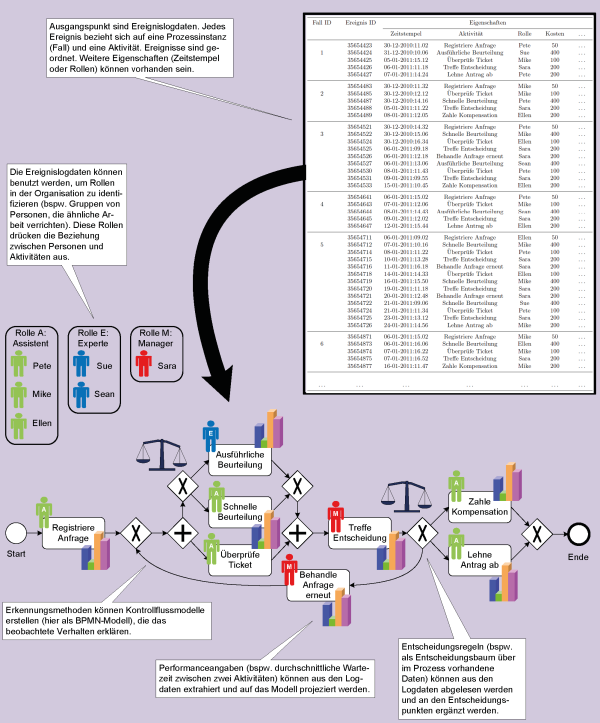 Ausgangspunkt sind Ereignislogdaten. Jedes
Ereignis bezieht sich auf eine Prozessinstanz
(Fall) und eine Aktivität. Ereignisse sind ge-
ordnet. Weitere Eigenschaften (Zeitstempel
oder Rollen) können vorhanden sein.
Fall ID Ereignis ID Eigenschaften
Zeitstempel Aktivität Rolle Kosten ...
35654423 30-12-2010:11.02 Registriere Anfrage Pete 50 ...
1 35654424 31-12-2010:10.06 Ausführliche Beurteilung Sue 400 ...
35654425 05-01-2011:15.12 Überprüfe Ticket Mike 100 ...
35654426 06-01-2011:11.18 Treffe Entscheidung Sara 200 ...
35654427 07-01-2011:14.24 Lehne Antrag ab Pete 200 ...
35654483 30-12-2010:11.32 Registriere Anfrage Mike 50 ...
2 35654485 30-12-2010:12.12 Überprüfe Ticket Mike 100 ...
35654487 30-12-2010:14.16 Schnelle Beurteilung Pete 400 ...
35654488 05-01-2011:11.22 Treffe Entscheidung Sara 200 ...
35654489 08-01-2011:12.05 Zahle Kompensation Ellen 200 ...
35654521 30-12-2010:14.32 Registriere Anfrage Pete 50 ...
3 35654522 30-12-2010:15.06 Schnelle Beurteilung Mike 400 ...
35654524 30-12-2010:16.34 Überprüfe Ticket Ellen 100 ...
35654525 06-01-2011:09.18 Treffe Entscheidung Sara 200 ...
35654526 06-01-2011:12.18 Behandle Anfrage erneut Sara 200 ...
35654527 06-01-2011:13.06 Ausführliche Beurteilung Sean 400 ...
35654530 08-01-2011:11.43 Überprüfe Ticket Pete 100 ...
35654531 09-01-2011:09.55 Treffe Entscheidung Sara 200 ...
35654533 15-01-2011:10.45 Zahle Kompensation Ellen 200 ...
35654641 06-01-2011:15.02 Registriere Anfrage Pete 50 ...
4 35654643 07-01-2011:12.06 Überprüfe Ticket Mike 100 ...
35654644 08-01-2011:14.43 Ausführliche Beurteilung Sean 400 ...
35654645 09-01-2011:12.02 Treffe Entscheidung Sara 200 ...
35654647 12-01-2011:15.44 Lehne Antrag ab Ellen 200 ...
35654711 06-01-2011:09.02 Registriere Anfrage Ellen 50 ...
5 35654712 07-01-2011:10.16 Schnelle Beurteilung Mike 400 ...
35654714 08-01-2011:11.22 Überprüfe Ticket Pete 100 ...
35654715 10-01-2011:13.28 Treffe Entscheidung Sara 200 ...
35654716 11-01-2011:16.18 Behandle Anfrage erneut Sara 200 ...
35654718 14-01-2011:14.33 Überprüfe Ticket Ellen 100 ...
35654719 16-01-2011:15.50 Schnelle Beurteilung Mike 400 ...
35654720 19-01-2011:11.18 Treffe Entscheidung Sara 200 ...
35654721 20-01-2011:12.48 Behandle Anfrage erneut Sara 200 ...
35654722 21-01-2011:09.06 Schnelle Beurteilung Sue 400 ...
35654724 21-01-2011:11.34 Überprüfe Ticket Pete 100 ...
35654725 23-01-2011:13.12 Treffe Entscheidung Sara 200 ...
35654726 24-01-2011:14.56 Lehne Antrag ab Mike 200 ...
35654871 06-01-2011:15.02 Registriere Anfrage Mike 50 ...
6 35654873 06-01-2011:16.06 Schnelle Beurteilung Ellen 400 ...
35654874 07-01-2011:16.22 Überprüfe Ticket Mike 100 ...
35654875 07-01-2011:16.52 Treffe Entscheidung Sara 200 ...
35654877 16-01-2011:11.47 Zahle Kompensation Mike 200 ...
... ... ... ... ... ... ...
Die Ereignislogdaten können
benutzt werden, um Rollen
in der Organisation zu identi-
fizieren (bspw. Gruppen von
Personen, die ähnliche Ar-
beit verrichten). Diese Rollen
drücken die Beziehung
zwischen Personen und
Aktivitäten aus.
Rolle A:
Assistent
Pete
Mike
Ellen
Rolle E:
Experte
Sue
Sean
Rolle M:
Manager
Sara
Start
A
Registriere
Anfrage
X
+
X
E
Ausführliche
Beurteilung
A
Schnelle
Beurteilung
A
Überprüfe
Ticket
X
+
M
Treffe
Entscheidung
M
Behandle
Anfrage
erneut
X
A
Zahle
Kompensation
A
Lehne
Antrag ab
X
Ende
Erkennungsmethoden können Kontrollflussmodelle
erstellen (hier als BPMN-Modell), die das
beobachtete Verhalten erklären.
Performanceangaben (bspw. durchschnittliche Warte-
zeit zwischen zwei Aktivitäten) können aus den Log-
daten extrahiert und auf das Modell projeziert werden.
Entscheidungsregeln (bspw.
als Entscheidungsbaum über
im Prozess vorhandene
Daten) können aus den
Logdaten abgelesen werden
und an den Entscheidungs-
punkten ergänzt werden.